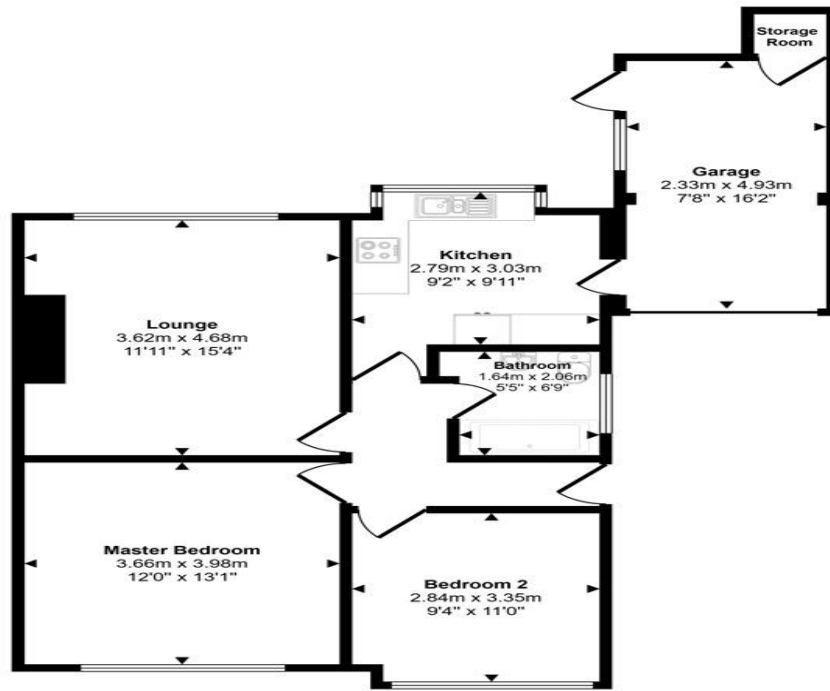 Storage
Room
Garage
2.33m x 4.93m
7'8" x 16'2"
Kitchen
2.79m x 3.03m
9'2" x 9'11"
Lounge
3.62m x 4.68m
11'11" x 15'4"
Bathroom
1.64m x 2.06m
5'5" x 6'9"
Master Bedroom
3.66m x 3.98m
12'0" x 13'1"
Bedroom 2
2.84m x 3.35m
9'4" x 11'0"